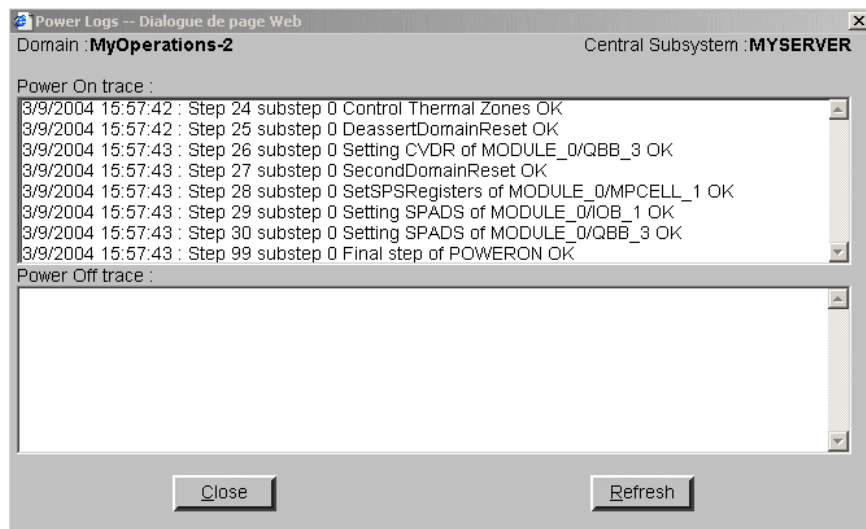 Power Logs -- Dialogue de page Web
Domain :MyOperations-2 Central Subsystem :MYSERVER
Power On trace :
3/9/2004 15:57:42 : Step 24 substep 0 Control Thermal Zones OK
3/9/2004 15:57:42 : Step 25 substep 0 DeassertDomainReset OK
3/9/2004 15:57:43 : Step 26 substep 0 Setting CVDR of MODULE_0/QBB_3 OK
3/9/2004 15:57:43 : Step 27 substep 0 SecondDomainReset OK
3/9/2004 15:57:43 : Step 28 substep 0 SetSPSRegisters of MODULE_0/MPCELL_1 OK
3/9/2004 15:57:43 : Step 29 substep 0 Setting SPADS of MODULE_0/IOB_1 OK
3/9/2004 15:57:43 : Step 30 substep 0 Setting SPADS of MODULE_0/QBB_3 OK
3/9/2004 15:57:43 : Step 99 substep 0 Final step of POWERON OK
Power Off trace :
Close Refresh